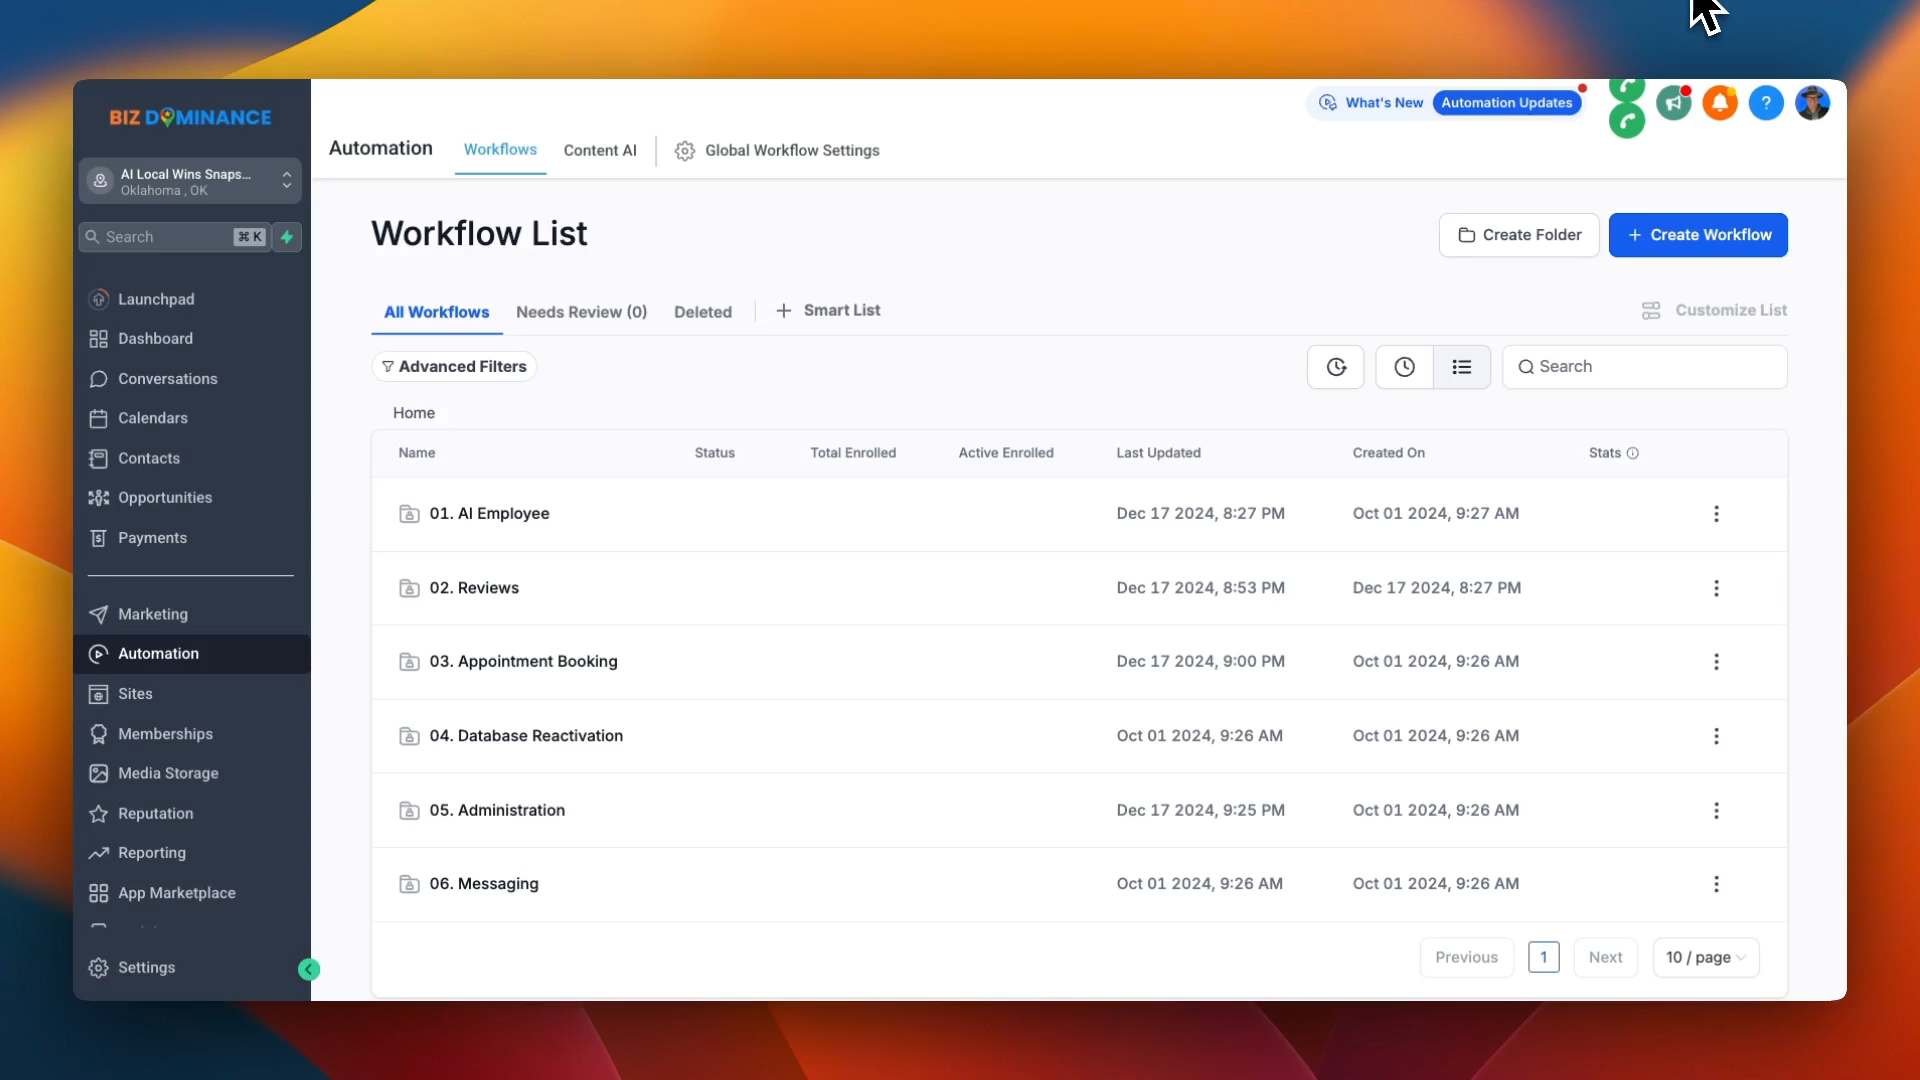 BIZ DOMINANCE
AI Local Wins Snaps...
Oklahoma , OK
Search ⌘ K
Launchpad
Dashboard
Conversations
Calendars
Contacts
Opportunities
Payments
Marketing
Automation
Sites
Memberships
Media Storage
Reputation
Reporting
App Marketplace
Settings
What's New Automation Updates
Automation Workflows Content AI Global Workflow Settings
Workflow List
Create Folder + Create Workflow
All Workflows Needs Review (0) Deleted + Smart List Customize List
Advanced Filters Search
Home
Name Status Total Enrolled Active Enrolled Last Updated Created On Stats
01. AI Employee Dec 17 2024, 8:27 PM Oct 01 2024, 9:27 AM
02. Reviews Dec 17 2024, 8:53 PM Dec 17 2024, 8:27 PM
03. Appointment Booking Dec 17 2024, 9:00 PM Oct 01 2024, 9:26 AM
04. Database Reactivation Oct 01 2024, 9:26 AM Oct 01 2024, 9:26 AM
05. Administration Dec 17 2024, 9:25 PM Oct 01 2024, 9:26 AM
06. Messaging Oct 01 2024, 9:26 AM Oct 01 2024, 9:26 AM
Previous 1 Next 10 / page